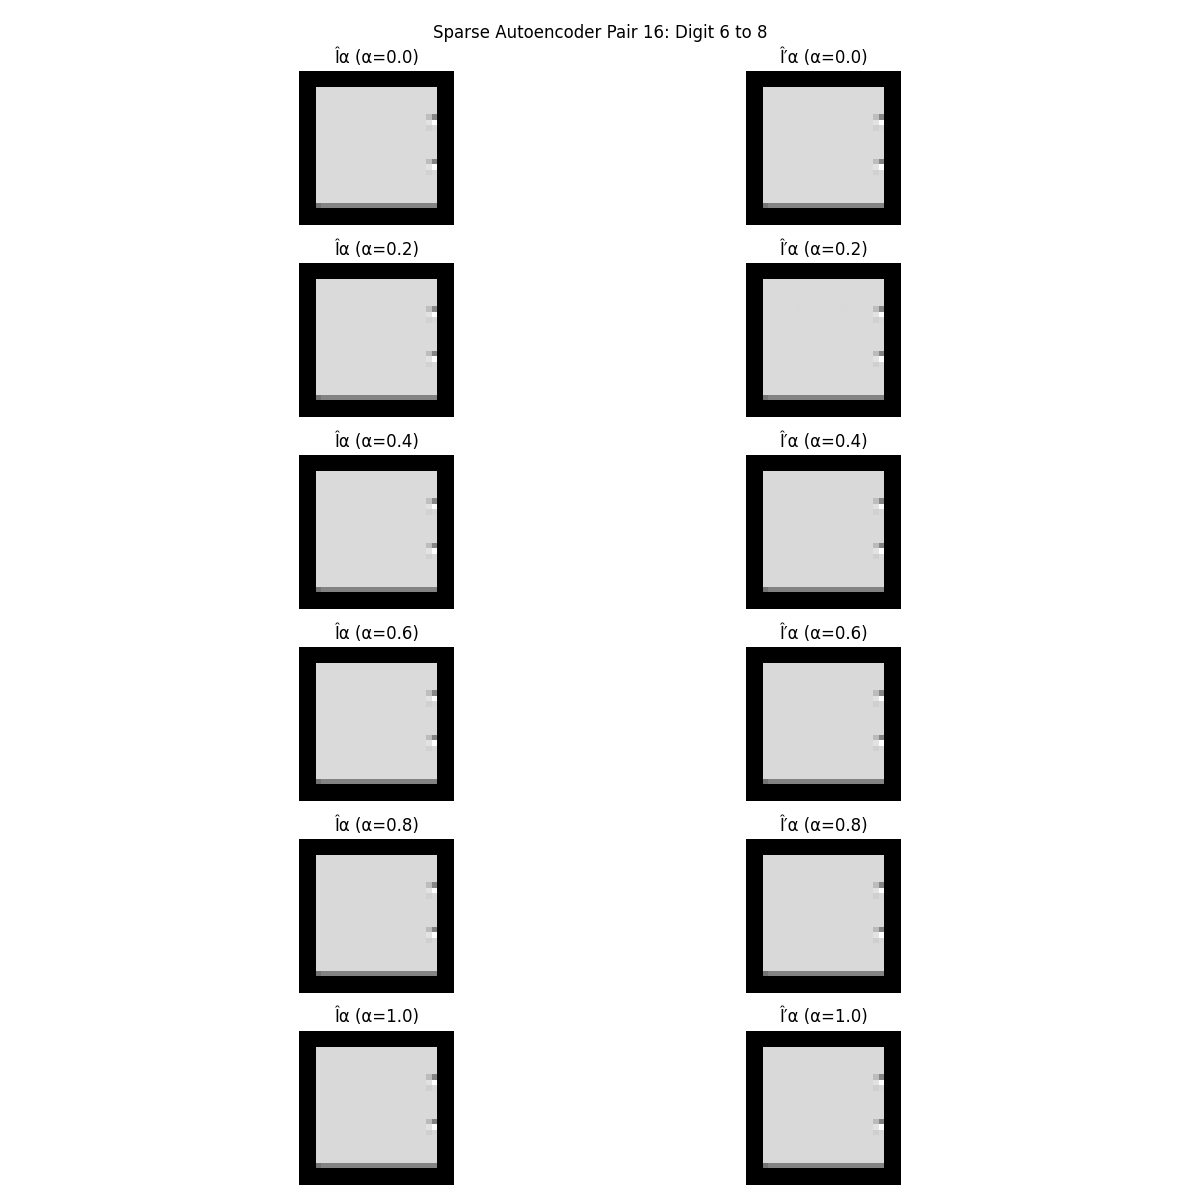 Sparse Autoencoder Pair 16: Digit 6 to 8
Îα (α=0.0) Î′α (α=0.0)
Îα (α=0.2) Î′α (α=0.2)
Îα (α=0.4) Î′α (α=0.4)
Îα (α=0.6) Î′α (α=0.6)
Îα (α=0.8) Î′α (α=0.8)
Îα (α=1.0) Î′α (α=1.0)